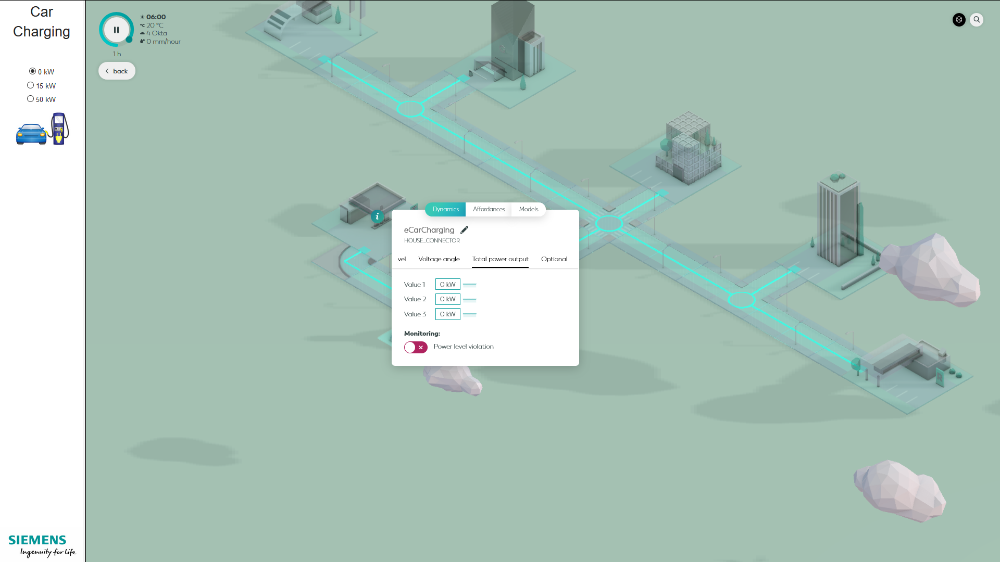 Car
Charging
0 kW
15 kW
50 kW
SIEMENS
Ingenuity for life
06:00
°C 20 °C
4 Okta
0 mm/hour
1 h
back
Dynamics Affordances Models
eCarCharging
HOUSE_CONNECTOR
vel Voltage angle Total power output Optional
Value 1 0 kW
Value 2 0 kW
Value 3 0 kW
Monitoring:
Power level violation